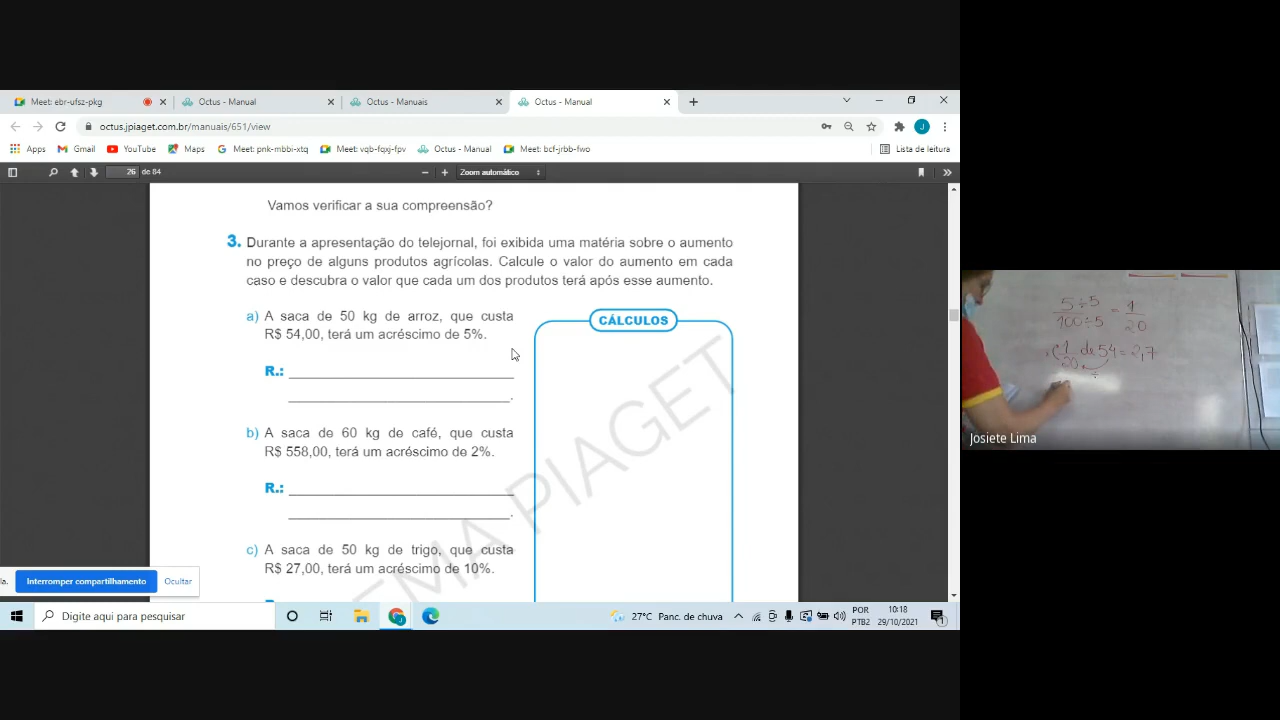 Meet: ebr-ufsz-pkg
Octus - Manual
Octus - Manuais
Octus - Manual
octus.jpiaget.com.br/manuais/651/view
Apps
Gmail
YouTube
Maps
Meet: pnk-mbbi-xtq
Meet: vqb-fqxj-fpv
Octus - Manual
Meet: bcf-jrbb-fwo
Lista de leitura
26 de 84
Zoom automático
Vamos verificar a sua compreensão?
3. Durante a apresentação do telejornal, foi exibida uma matéria sobre o aumento
no preço de alguns produtos agrícolas. Calcule o valor do aumento em cada
caso e descubra o valor que cada um dos produtos terá após esse aumento.
a) A saca de 50 kg de arroz, que custa
R$ 54,00, terá um acréscimo de 5%.
R.:
b) A saca de 60 kg de café, que custa
R$ 558,00, terá um acréscimo de 2%.
R.:
c) A saca de 50 kg de trigo, que custa
R$ 27,00, terá um acréscimo de 10%.
CÁLCULOS
EMA PIAGET
la.
Interromper compartilhamento
Ocultar
Digite aqui para pesquisar
27°C Panc. de chuva
POR
PTB2
10:18
29/10/2021
5 ÷5 = 1
100 ÷5 20
1 de 54 = 2,7
20
÷
Josiete Lima